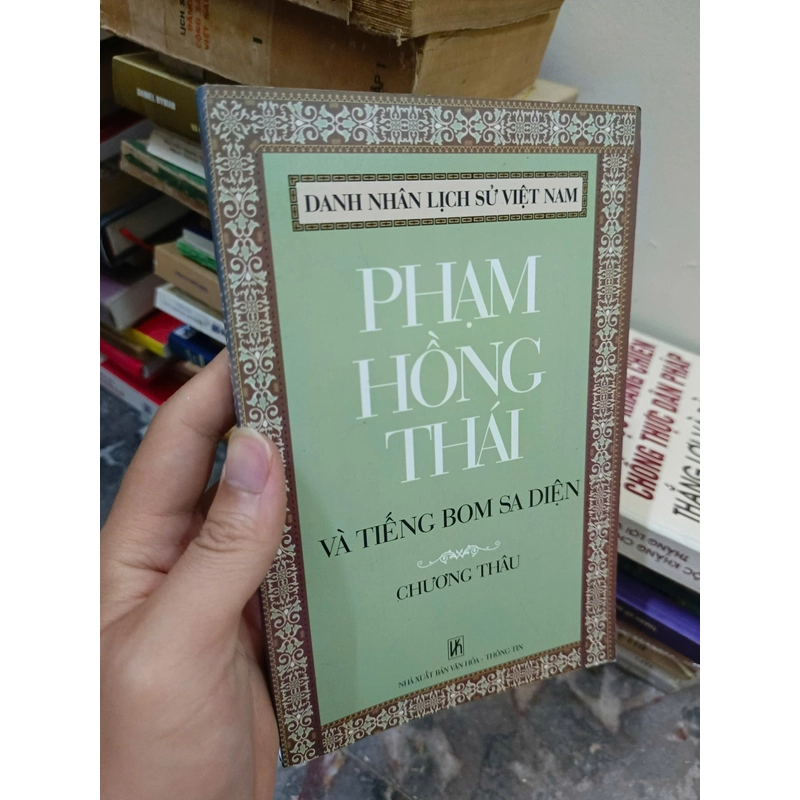 DANH NHÂN LỊCH SỬ VIỆT NAM
PHẠM
HỒNG
THÁI
VÀ TIẾNG BOM SA DIỆN
CHƯƠNG THÂU
NHÀ XUẤT BẢN VĂN HÓA - THÔNG TIN
CHỐNG THỰC DÂN PHÁP